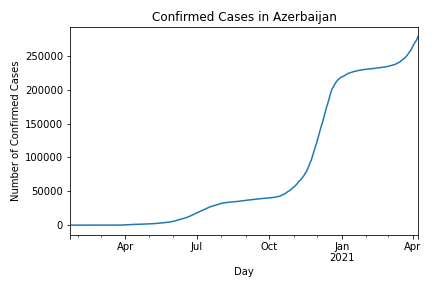 Confirmed Cases in Azerbaijan
Number of Confirmed Cases
250000
200000
150000
100000
50000
0
Apr
Jul
Oct
Jan
2021
Apr
Day